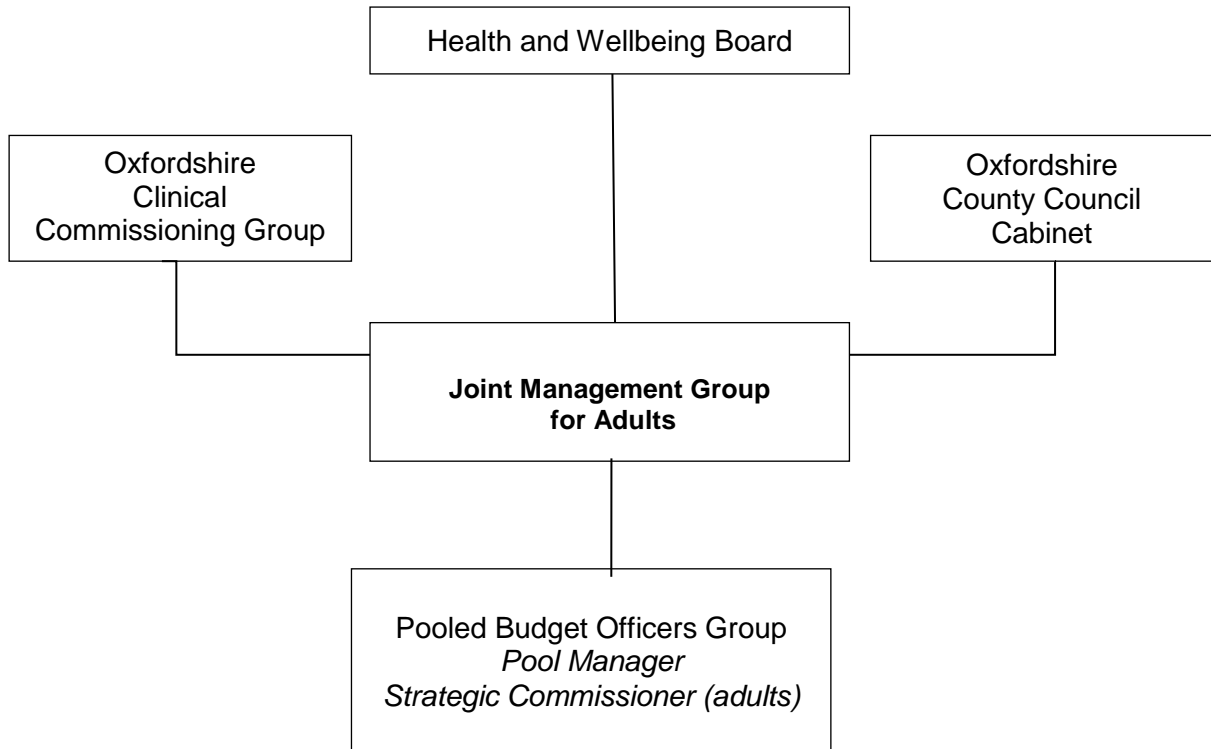 Health and Wellbeing Board
Oxfordshire
Clinical
Commissioning Group
Oxfordshire
County Council
Cabinet
Joint Management Group
for Adults
Pooled Budget Officers Group
Pool Manager
Strategic Commissioner (adults)